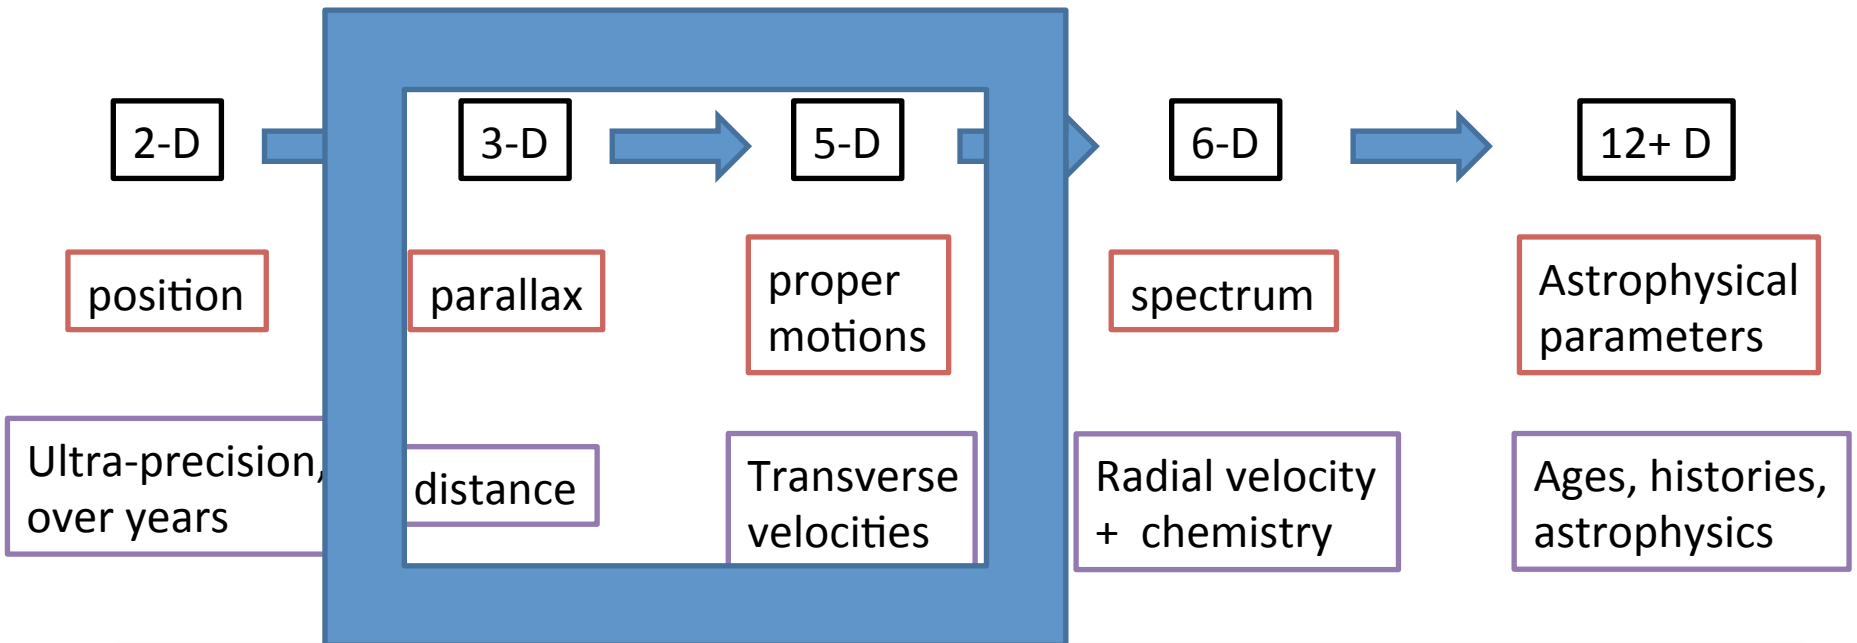 2-D
3-D
5-D
6-D
12+ D
position
parallax
proper
motions
spectrum
Astrophysical
parameters
Ultra-precision,
over years
distance
Transverse
velocities
Radial velocity
+ chemistry
Ages, histories,
astrophysics